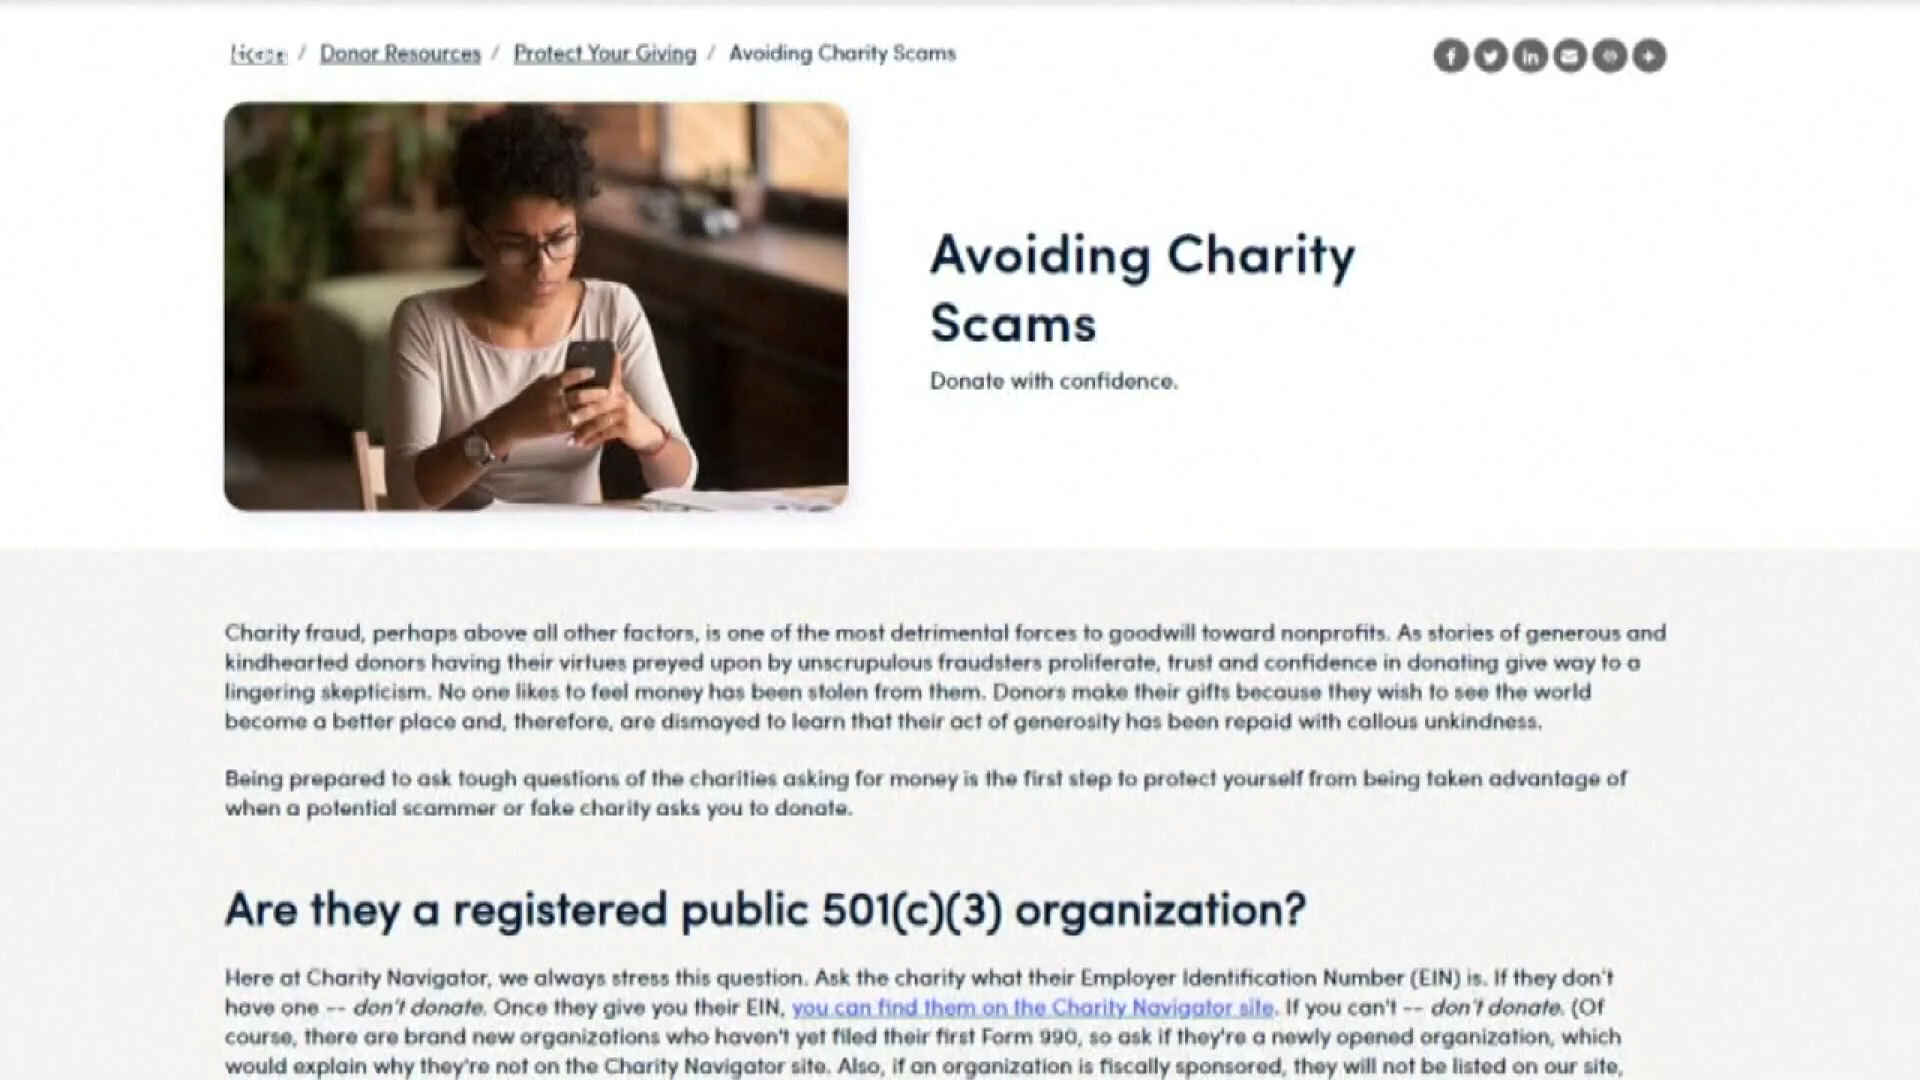 / Donor Resources / Protect Your Giving / Avoiding Charity Scams
Avoiding Charity
Scams
Donate with confidence.
Charity fraud, perhaps above all other factors, is one of the most detrimental forces to goodwill toward nonprofits. As stories of generous and
kindhearted donors having their virtues preyed upon by unscrupulous fraudsters proliferate, trust and confidence in donating give way to a
lingering skepticism. No one likes to feel money has been stolen from them. Donors make their gifts because they wish to see the world
become a better place and, therefore, are dismayed to learn that their act of generosity has been repaid with callous unkindness.
Being prepared to ask tough questions of the charities asking for money is the first step to protect yourself from being taken advantage of
when a potential scammer or fake charity asks you to donate.
Are they a registered public 501(c)(3) organization?
Here at Charity Navigator, we always stress this question. Ask the charity what their Employer Identification Number (EIN) is. If they don't
have one -- don't donate. Once they give you their EIN, you can find them on the Charity Navigator site. If you can't -- don't donate. (Of
course, there are brand new organizations who haven't yet filed their first Form 990, so ask if they're a newly opened organization, which
would explain why they're not on the Charity Navigator site. Also, if an organization is fiscally sponsored, they will not be listed on our site,